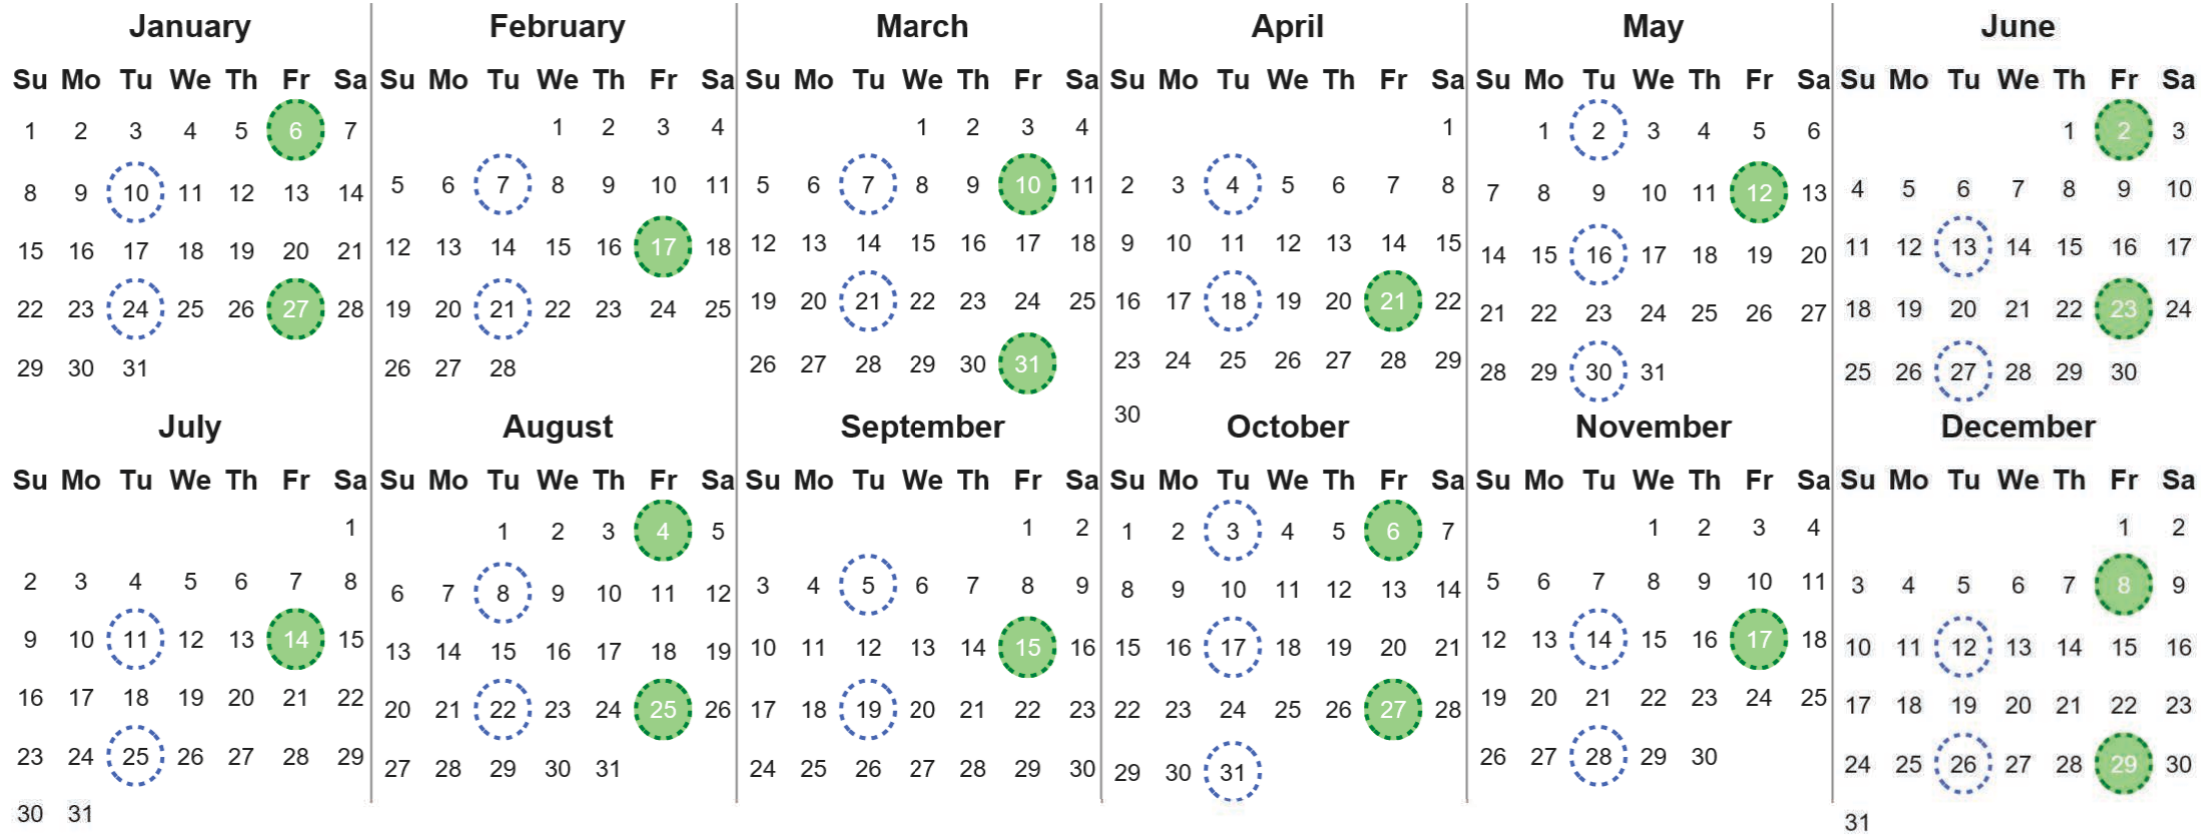 January February March April May June
Su Mo Tu We Th Fr Sa Su Mo Tu We Th Fr Sa Su Mo Tu We Th Fr Sa Su Mo Tu We Th Fr Sa Su Mo Tu We Th Fr Sa Su Mo Tu We Th Fr Sa
1 2 3 4 5 6 7 1 2 3 4 1 2 3 4 1 1 2 3 4 5 6 1 2 3
8 9 10 11 12 13 14 5 6 7 8 9 10 11 5 6 7 8 9 10 11 2 3 4 5 6 7 8 7 8 9 10 11 12 13 4 5 6 7 8 9 10
15 16 17 18 19 20 21 12 13 14 15 16 17 18 12 13 14 15 16 17 18 9 10 11 12 13 14 15 14 15 16 17 18 19 20 11 12 13 14 15 16 17
22 23 24 25 26 27 28 19 20 21 22 23 24 25 19 20 21 22 23 24 25 16 17 18 19 20 21 22 21 22 23 24 25 26 27 18 19 20 21 22 23 24
29 30 31 26 27 28 26 27 28 29 30 31 23 24 25 26 27 28 29 28 29 30 31 25 26 27 28 29 30
30
July August September October November December
Su Mo Tu We Th Fr Sa Su Mo Tu We Th Fr Sa Su Mo Tu We Th Fr Sa Su Mo Tu We Th Fr Sa Su Mo Tu We Th Fr Sa Su Mo Tu We Th Fr Sa
1 1 2 3 4 5 1 2 1 2 3 4 5 6 7 1 2 3 4 1 2
2 3 4 5 6 7 8 6 7 8 9 10 11 12 3 4 5 6 7 8 9 8 9 10 11 12 13 14 5 6 7 8 9 10 11 3 4 5 6 7 8 9
9 10 11 12 13 14 15 13 14 15 16 17 18 19 10 11 12 13 14 15 16 15 16 17 18 19 20 21 12 13 14 15 16 17 18 10 11 12 13 14 15 16
16 17 18 19 20 21 22 20 21 22 23 24 25 26 17 18 19 20 21 22 23 22 23 24 25 26 27 28 19 20 21 22 23 24 25 17 18 19 20 21 22 23
23 24 25 26 27 28 29 27 28 29 30 31 24 25 26 27 28 29 30 29 30 31 26 27 28 29 30 24 25 26 27 28 29 30
30 31 31